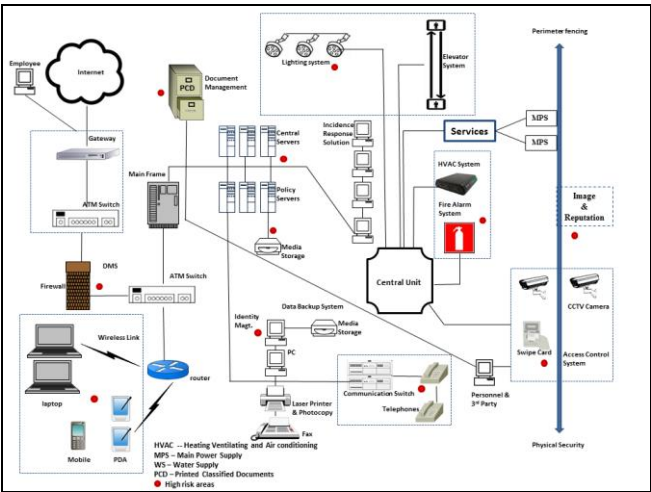 Perimeter fencing
Employee
Internet
PCD
Document
Management
Lighting system
Elevator
System
Gateway
Central
Servers
Incidence
Response
Solution
Services
MPS
MPS
HVAC System
Main Frame
ATM Switch
Policy
Servers
Fire Alarm
System
Image
&
Reputation
Media
Storage
DMS
Firewall
ATM Switch
Central Unit
CCTV Camera
Data Backup System
Identity
Magt.
Media
Storage
Wireless Link
PC
Swipe Card
Access Control
System
laptop
router
Communication Switch
Personnel &
3rd Party
Laser Printer
& Photocopy
Telephones
Fax
Mobile
PDA
HVAC -- Heating Ventilating and Air conditioning
MPS – Main Power Supply
WS – Water Supply
PCD – Printed Classified Documents
High risk areas
Physical Security